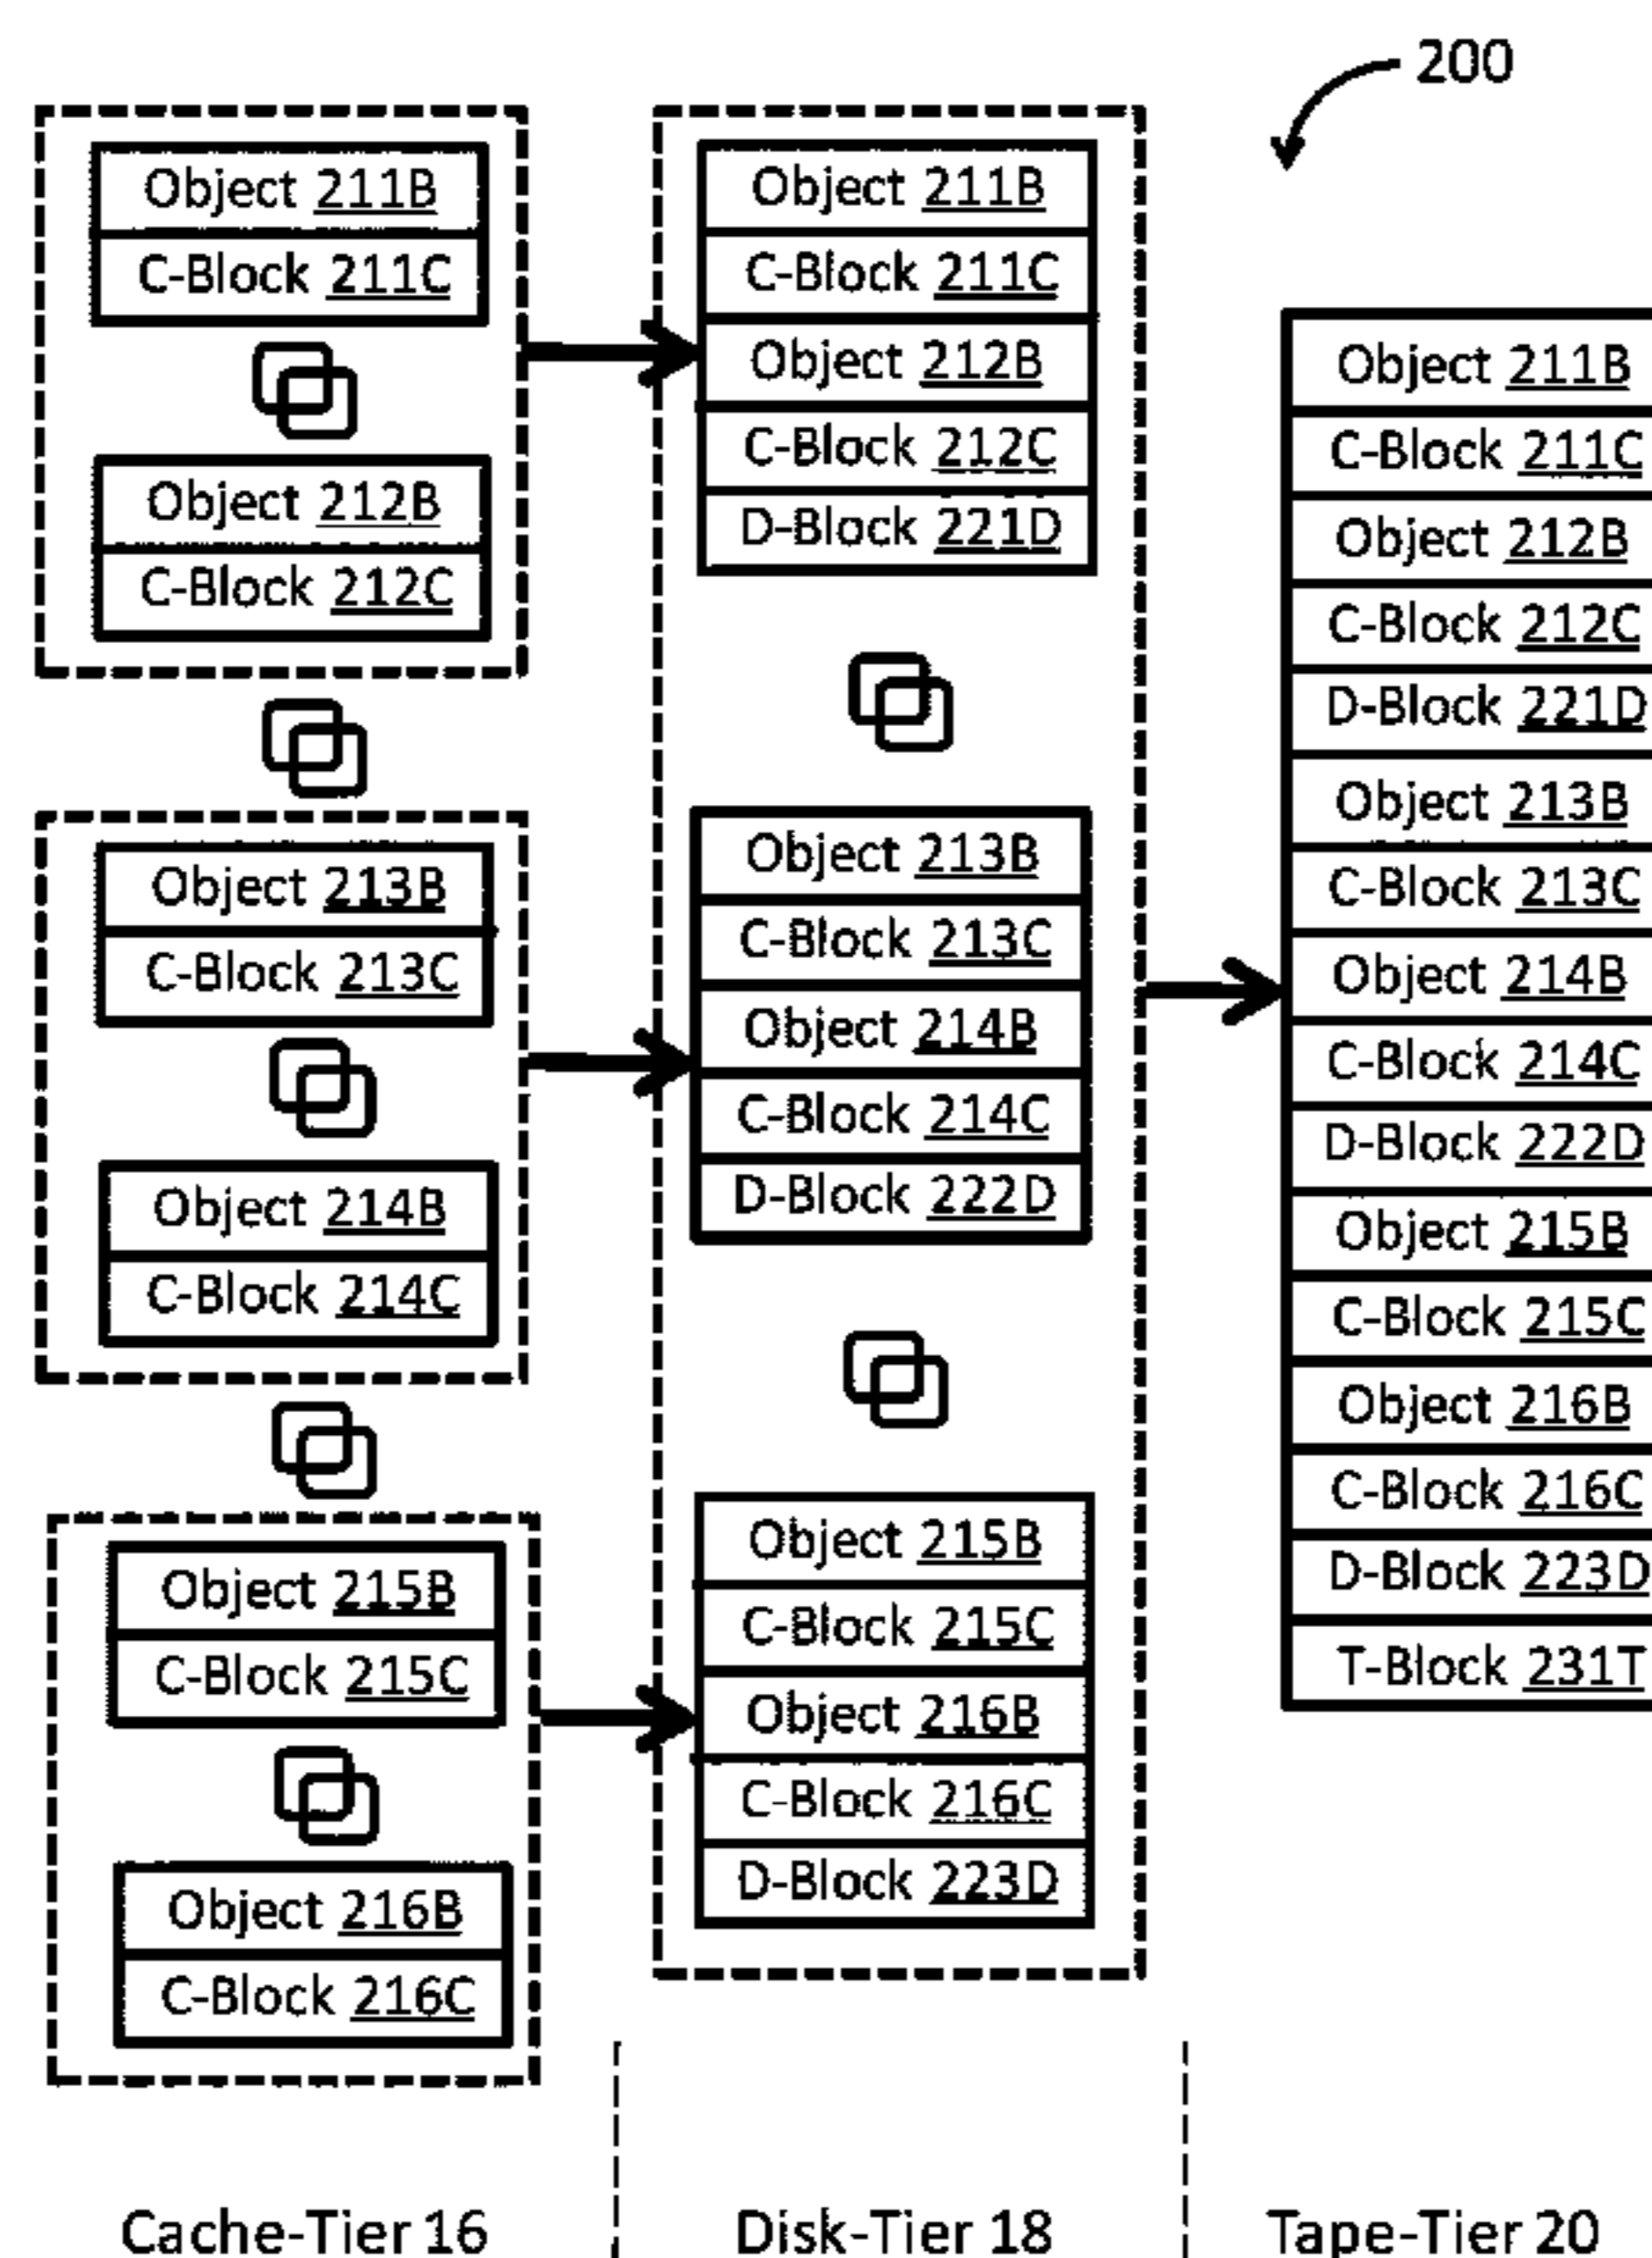 200
Object 211B
C-Block 211C
Object 212B
C-Block 212C
Object 213B
C-Block 213C
Object 214B
C-Block 214C
Object 215B
C-Block 215C
Object 216B
C-Block 216C
Cache-Tier 16
Object 211B
C-Block 211C
Object 212B
C-Block 212C
D-Block 221D
Object 213B
C-Block 213C
Object 214B
C-Block 214C
D-Block 222D
Object 215B
C-Block 215C
Object 216B
C-Block 216C
D-Block 223D
Disk-Tier 18
Object 211B
C-Block 211C
Object 212B
C-Block 212C
D-Block 221D
Object 213B
C-Block 213C
Object 214B
C-Block 214C
D-Block 222D
Object 215B
C-Block 215C
Object 216B
C-Block 216C
D-Block 223D
T-Block 231T
Tape-Tier 20